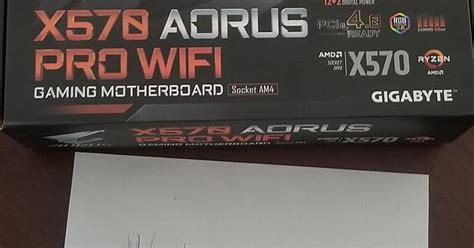 12+2 DIGITAL POWER
X570 AORUS
PRO WIFI
GAMING MOTHERBOARD Socket AM4
PCIe 4.0
READY
RGB
AMD
SOCKET
AM4
X570
RYZEN
AMD
GIGABYTE
X570 AORUS
PRO WIFI
GAMING MOTHERBOARD
X570